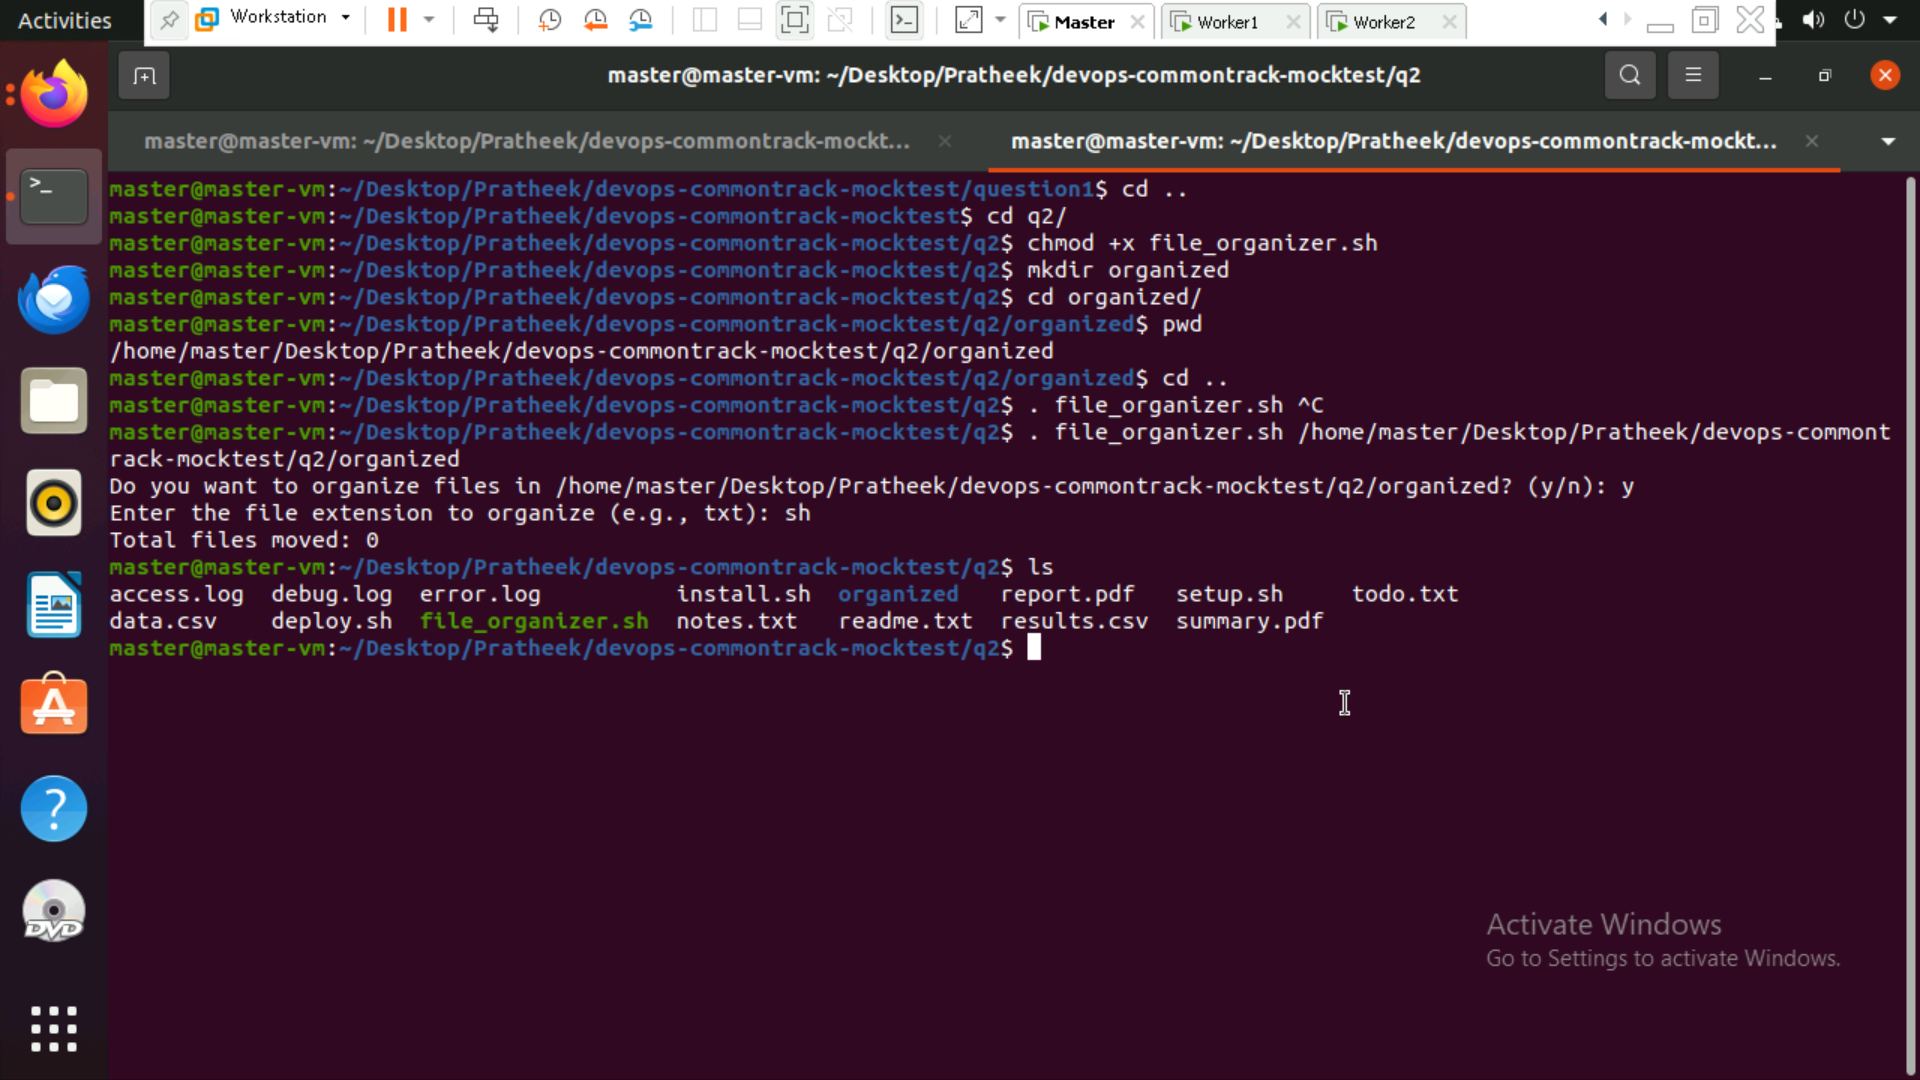 Activities
Workstation
Master
Worker1
Worker2
master@master-vm: ~/Desktop/Pratheek/devops-commontrack-mocktest/q2
master@master-vm: ~/Desktop/Pratheek/devops-commontrack-mockt...
master@master-vm: ~/Desktop/Pratheek/devops-commontrack-mockt...
master@master-vm:~/Desktop/Pratheek/devops-commontrack-mocktest/question1$ cd ..
master@master-vm:~/Desktop/Pratheek/devops-commontrack-mocktest$ cd q2/
master@master-vm:~/Desktop/Pratheek/devops-commontrack-mocktest/q2$ chmod +x file_organizer.sh
master@master-vm:~/Desktop/Pratheek/devops-commontrack-mocktest/q2$ mkdir organized
master@master-vm:~/Desktop/Pratheek/devops-commontrack-mocktest/q2$ cd organized/
master@master-vm:~/Desktop/Pratheek/devops-commontrack-mocktest/q2/organized$ pwd
/home/master/Desktop/Pratheek/devops-commontrack-mocktest/q2/organized
master@master-vm:~/Desktop/Pratheek/devops-commontrack-mocktest/q2/organized$ cd ..
master@master-vm:~/Desktop/Pratheek/devops-commontrack-mocktest/q2$ . file_organizer.sh ^C
master@master-vm:~/Desktop/Pratheek/devops-commontrack-mocktest/q2$ . file_organizer.sh /home/master/Desktop/Pratheek/devops-commont
rack-mocktest/q2/organized
Do you want to organize files in /home/master/Desktop/Pratheek/devops-commontrack-mocktest/q2/organized? (y/n): y
Enter the file extension to organize (e.g., txt): sh
Total files moved: 0
master@master-vm:~/Desktop/Pratheek/devops-commontrack-mocktest/q2$ ls
access.log debug.log error.log install.sh organized report.pdf setup.sh todo.txt
data.csv deploy.sh file_organizer.sh notes.txt readme.txt results.csv summary.pdf
master@master-vm:~/Desktop/Pratheek/devops-commontrack-mocktest/q2$
DVD
Activate Windows
Go to Settings to activate Windows.